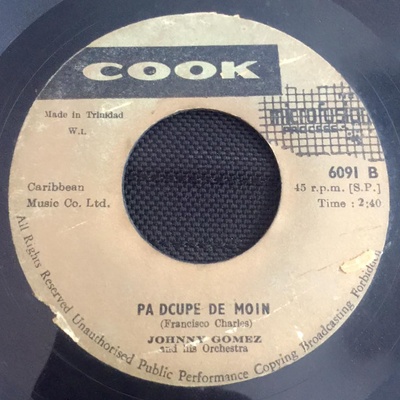 COOK
Made in Trinidad
W.I.
microfusion
PROCESS
6091 B
Caribbean
Music Co. Ltd.
45 r.p.m. [S.P.]
Time : 2;40
PA DCUPE DE MOIN
(Francisco Charles)
JOHNNY GOMEZ
and his Orchestra
All Rights Reserved Unauthorised Public Performance Copying Broadcasting Forbidden